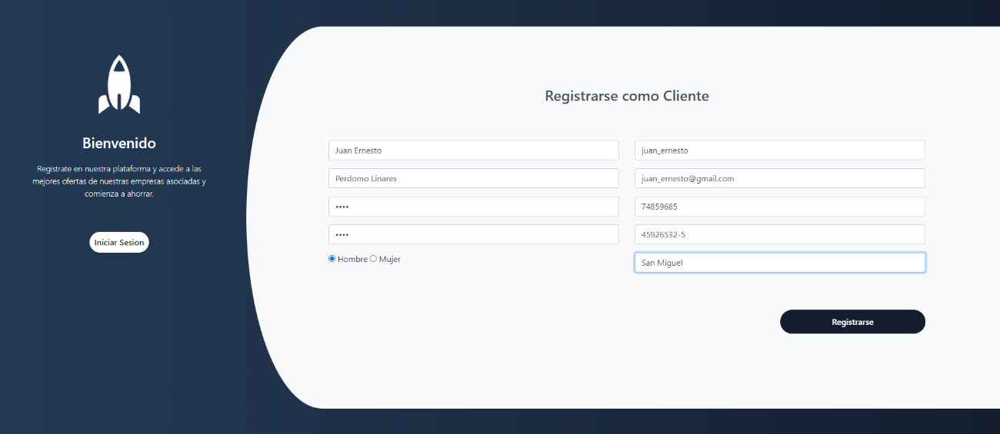 Bienvenido
Registrate en nuestra plataforma y accede a las
mejores ofertas de nuestras empresas asociadas y
comienza a ahorrar.
Iniciar Sesion
Registrarse como Cliente
Juan Ernesto
juan_ernesto
Perdomo Linares
juan_ernesto@gmail.com
••••
74859685
••••
45926532-5
Hombre Mujer
San Miguel
Registrarse